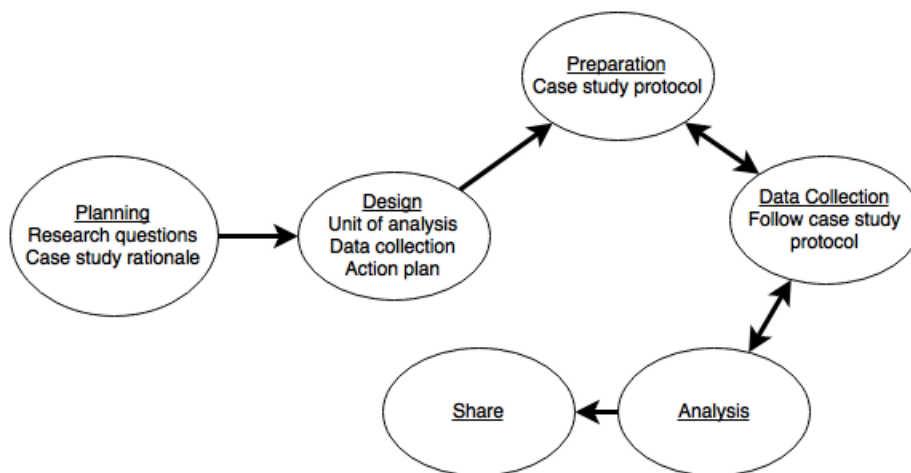 Preparation
Case study protocol
Planning
Research questions
Case study rationale
Design
Unit of analysis
Data collection
Action plan
Data Collection
Follow case study
protocol
Share
Analysis